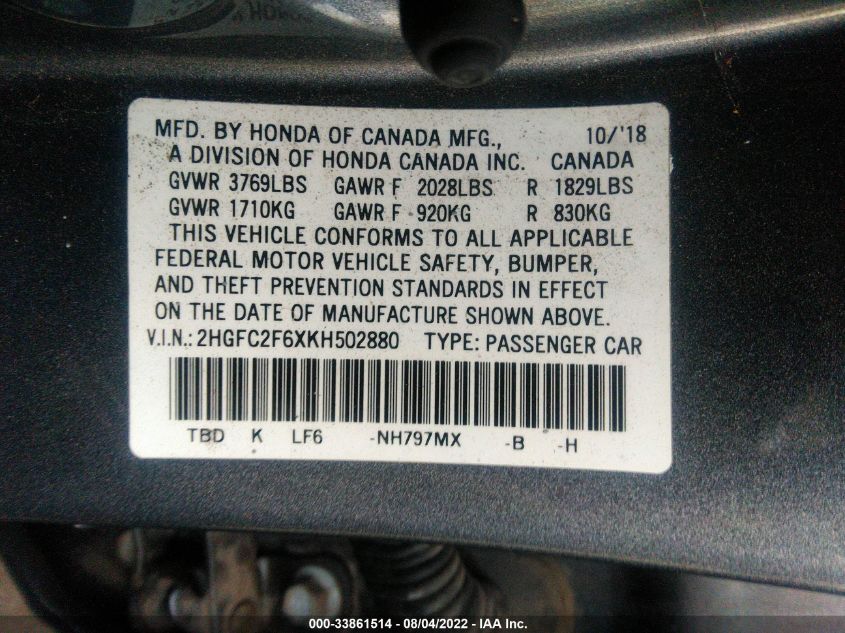 MFD. BY HONDA OF CANADA MFG., 10/'18
A DIVISION OF HONDA CANADA INC. CANADA
GVWR 3769LBS GAWR F 2028LBS R 1829LBS
GVWR 1710KG GAWR F 920KG R 830KG
THIS VEHICLE CONFORMS TO ALL APPLICABLE
FEDERAL MOTOR VEHICLE SAFETY, BUMPER,
AND THEFT PREVENTION STANDARDS IN EFFECT
ON THE DATE OF MANUFACTURE SHOWN ABOVE.
V.I.N.: 2HGFC2F6XKH502880 TYPE: PASSENGER CAR
TBD K LF6 -NH797MX -B -H
000-33861514 - 08/04/2022 - IAA Inc.